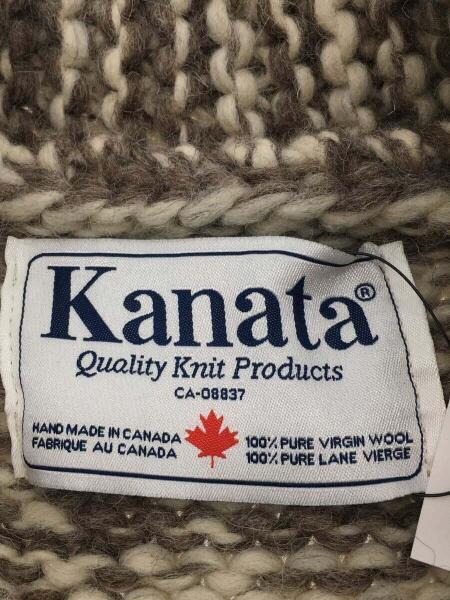 Kanata®
Quality Knit Products
CA-08837
HAND MADE IN CANADA
FABRIQUE AU CANADA
100% PURE VIRGIN WOOL
100% PURE LANE VIERGE